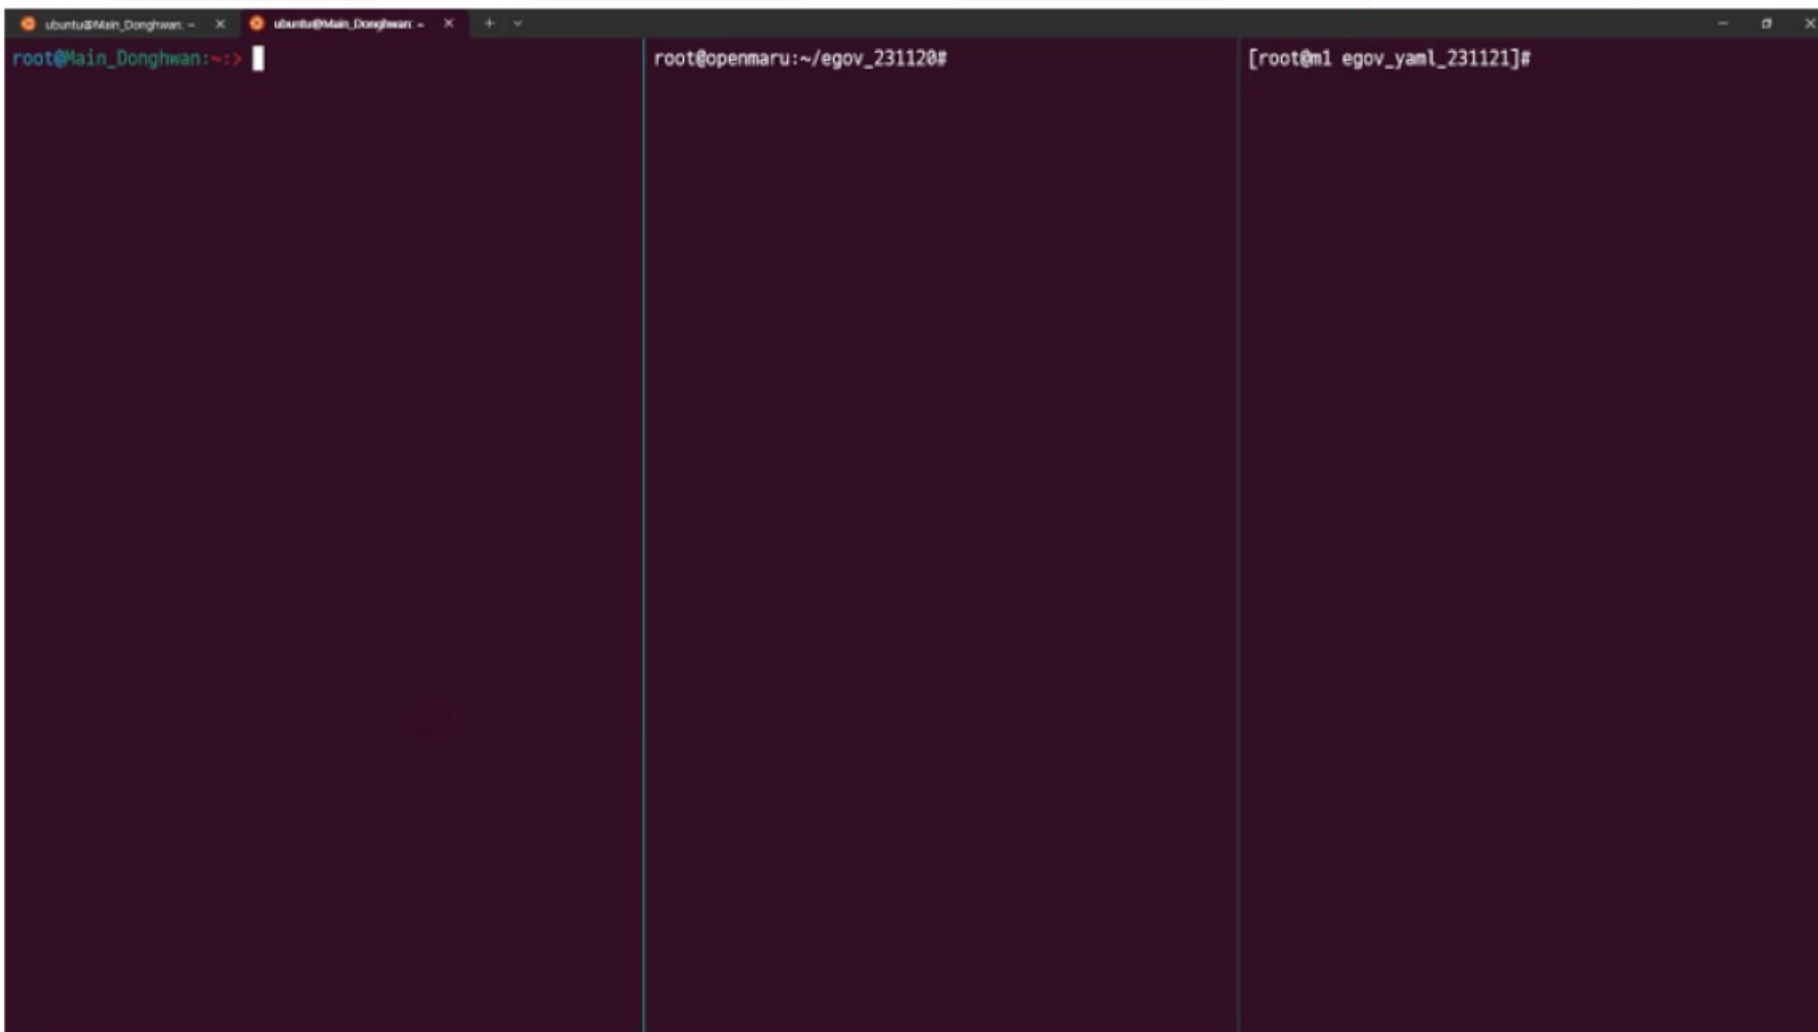 ubuntu@Main_Donghwan: ~
ubuntu@Main_Donghwan: ~
root@Main_Donghwan:~:>
root@openmaru:~/egov_231120#
[root@m1 egov_yaml_231121]#